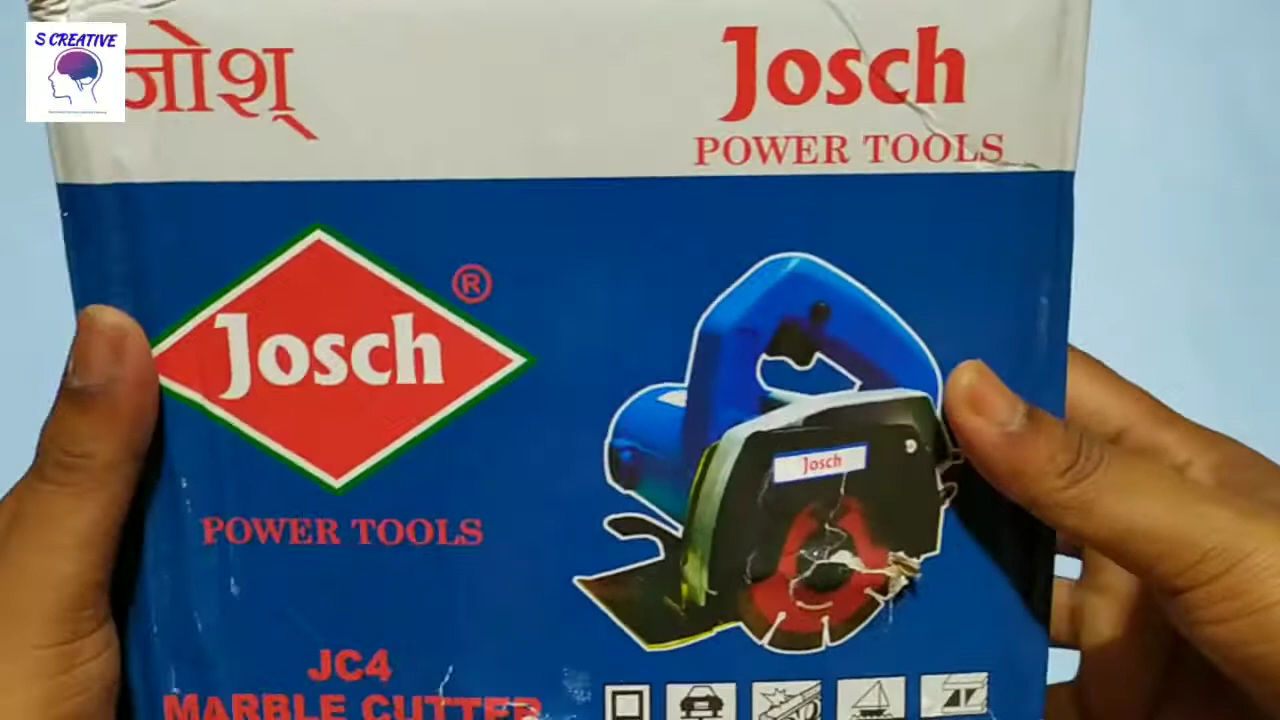 S CREATIVE
जोश्
Josch
POWER TOOLS
Josch
®
POWER TOOLS
Josch
JC4
MARBLE CUTTER